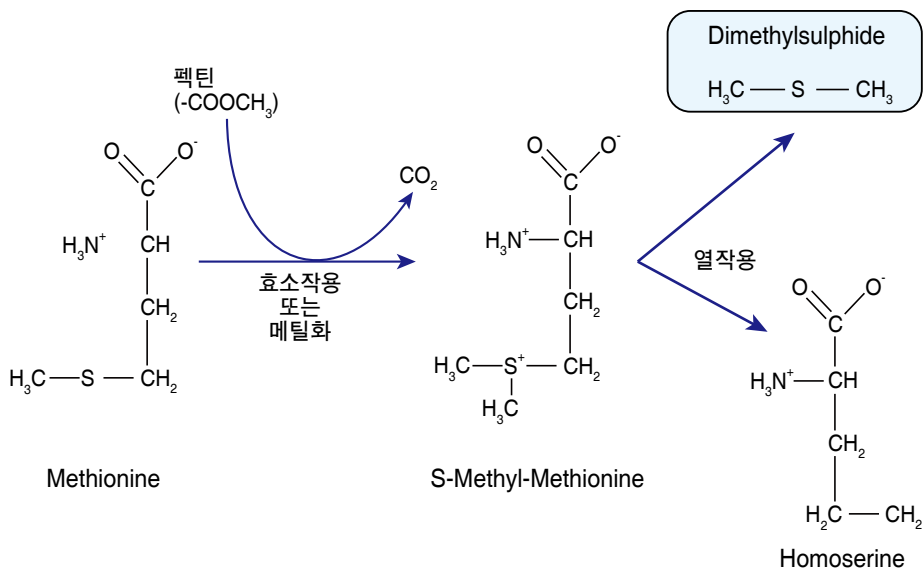 Dimethylsulphide
H₃C — S — CH₃
펙틴
(-COOCH₃)
O O⁻
C
CO₂
H₃N⁺ CH
효소작용
또는
메틸화
CH₂
H₃C—S—CH₂
Methionine
O O⁻
C
H₃N⁺—CH
CH₂
H₃C—S⁺—CH₂
H₃C
S-Methyl-Methionine
열작용
O O⁻
C
H₃N⁺—CH
CH₂
H₂C—CH₂
Homoserine